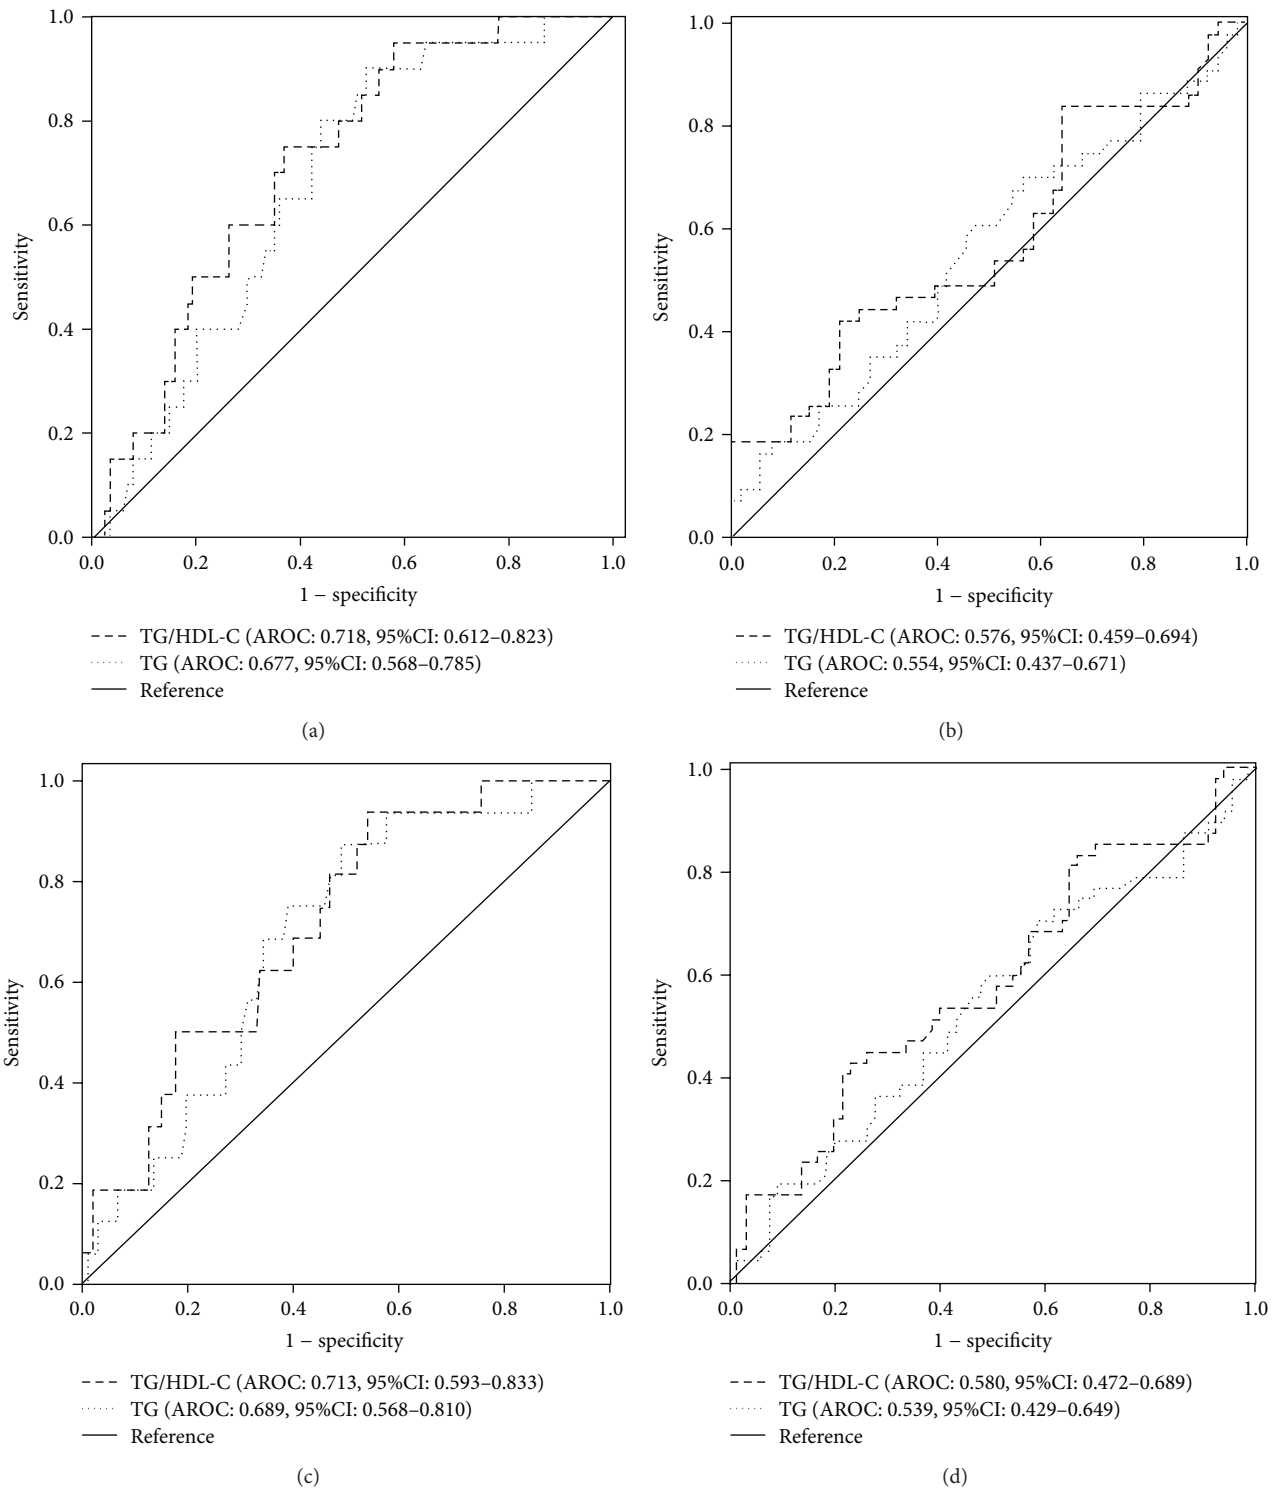 1.0
0.8
0.6
0.4
0.2
0.0
Sensitivity
0.0 0.2 0.4 0.6 0.8 1.0
1 − specificity
TG/HDL-C (AROC: 0.718, 95%CI: 0.612–0.823)
TG (AROC: 0.677, 95%CI: 0.568–0.785)
Reference
(a)
1.0
0.8
0.6
0.4
0.2
0.0
Sensitivity
0.0 0.2 0.4 0.6 0.8 1.0
1 − specificity
TG/HDL-C (AROC: 0.576, 95%CI: 0.459–0.694)
TG (AROC: 0.554, 95%CI: 0.437–0.671)
Reference
(b)
1.0
0.8
0.6
0.4
0.2
0.0
Sensitivity
0.0 0.2 0.4 0.6 0.8 1.0
1 − specificity
TG/HDL-C (AROC: 0.713, 95%CI: 0.593–0.833)
TG (AROC: 0.689, 95%CI: 0.568–0.810)
Reference
(c)
1.0
0.8
0.6
0.4
0.2
0.0
Sensitivity
0.0 0.2 0.4 0.6 0.8 1.0
1 − specificity
TG/HDL-C (AROC: 0.580, 95%CI: 0.472–0.689)
TG (AROC: 0.539, 95%CI: 0.429–0.649)
Reference
(d)